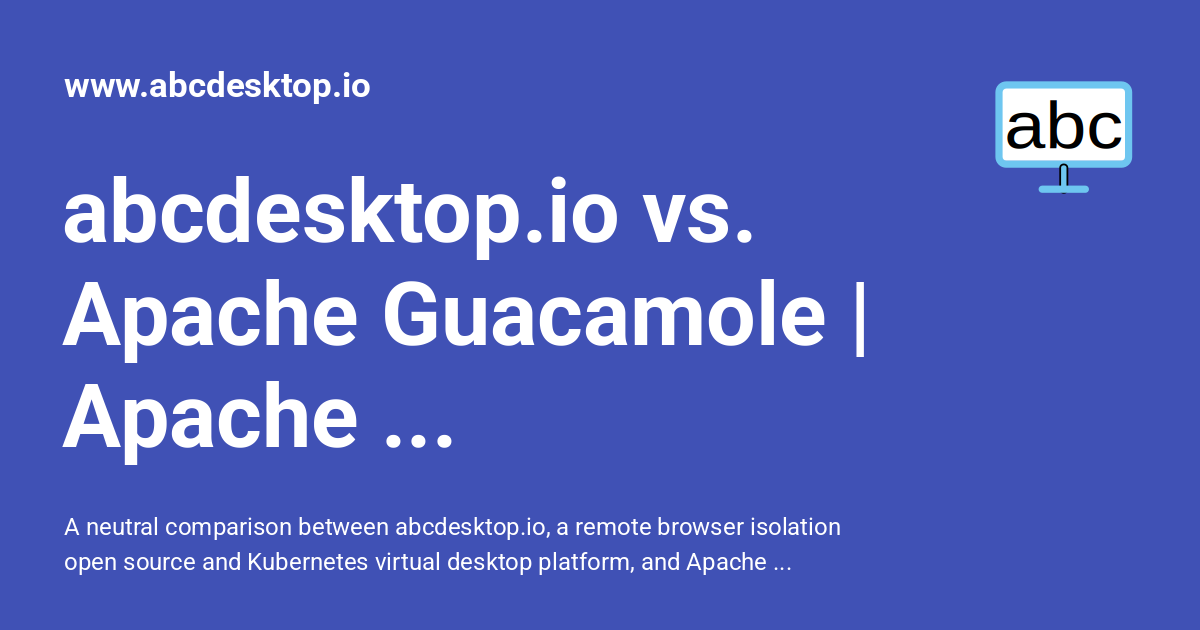 www.abcdesktop.io
abc
abcdesktop.io vs.
Apache Guacamole |
Apache ...
A neutral comparison between abcdesktop.io, a remote browser isolation
open source and Kubernetes virtual desktop platform, and Apache ...